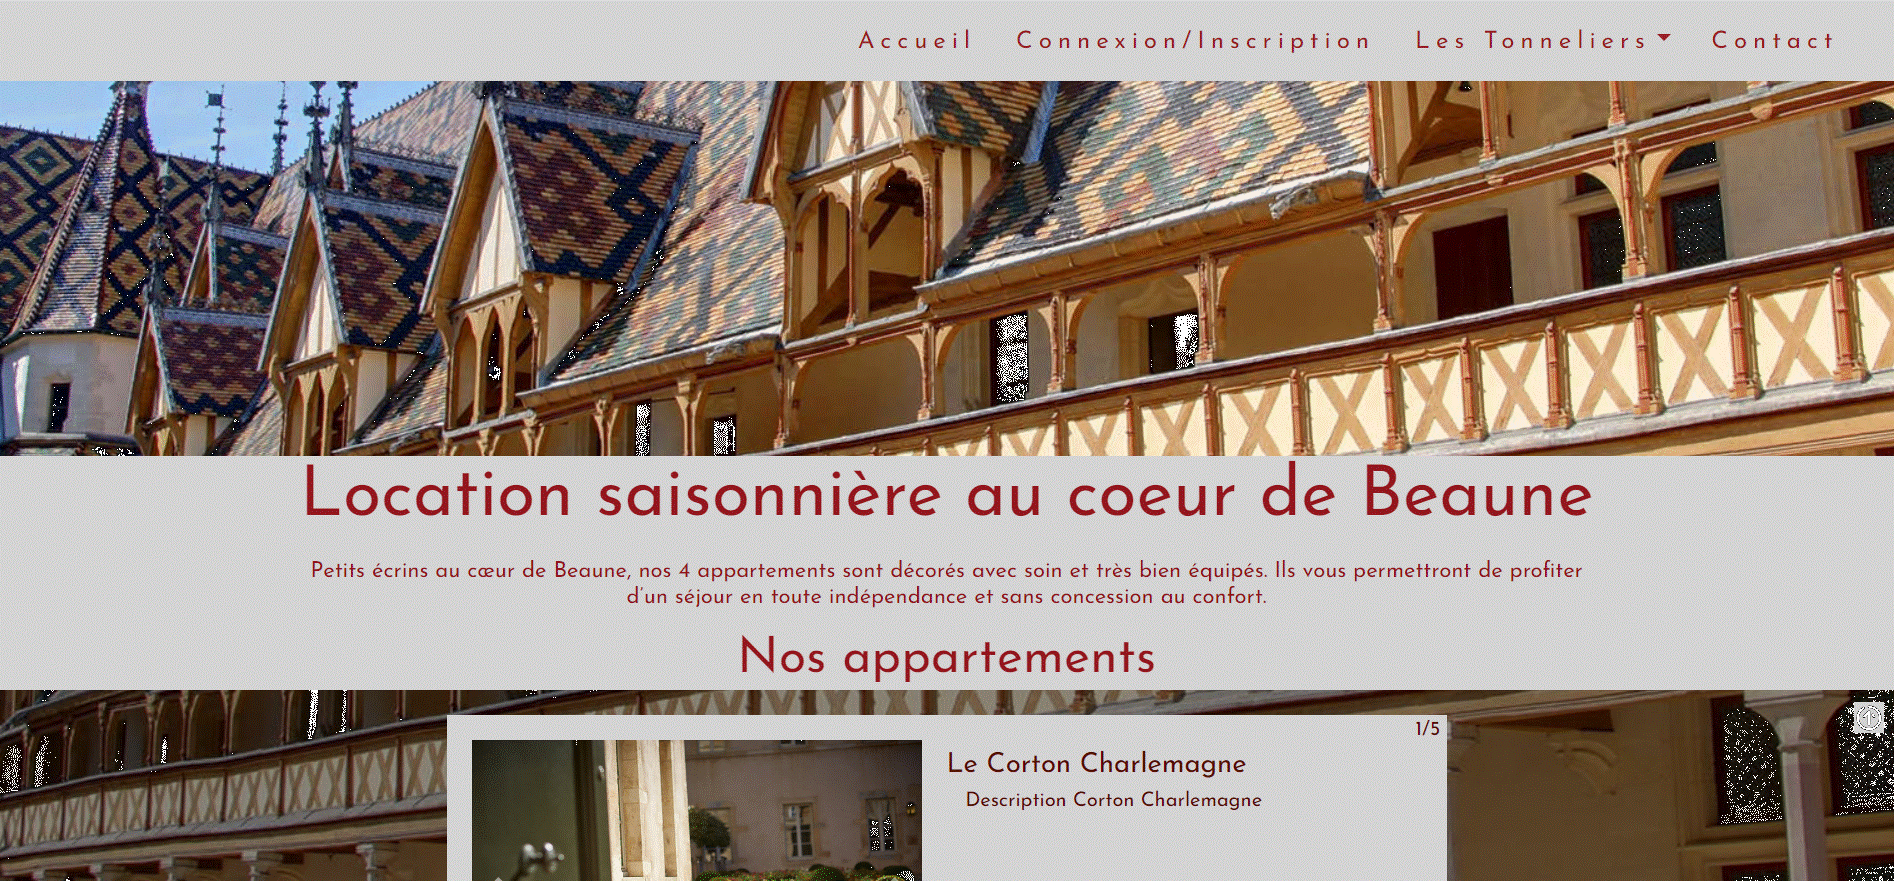 Accueil Connexion/Inscription Les Tonneliers Contact
Location saisonnière au coeur de Beaune
Petits écrins au cœur de Beaune, nos 4 appartements sont décorés avec soin et très bien équipés. Ils vous permettront de profiter
d'un séjour en toute indépendance et sans concession au confort.
Nos appartements
1/5
Le Corton Charlemagne
Description Corton Charlemagne